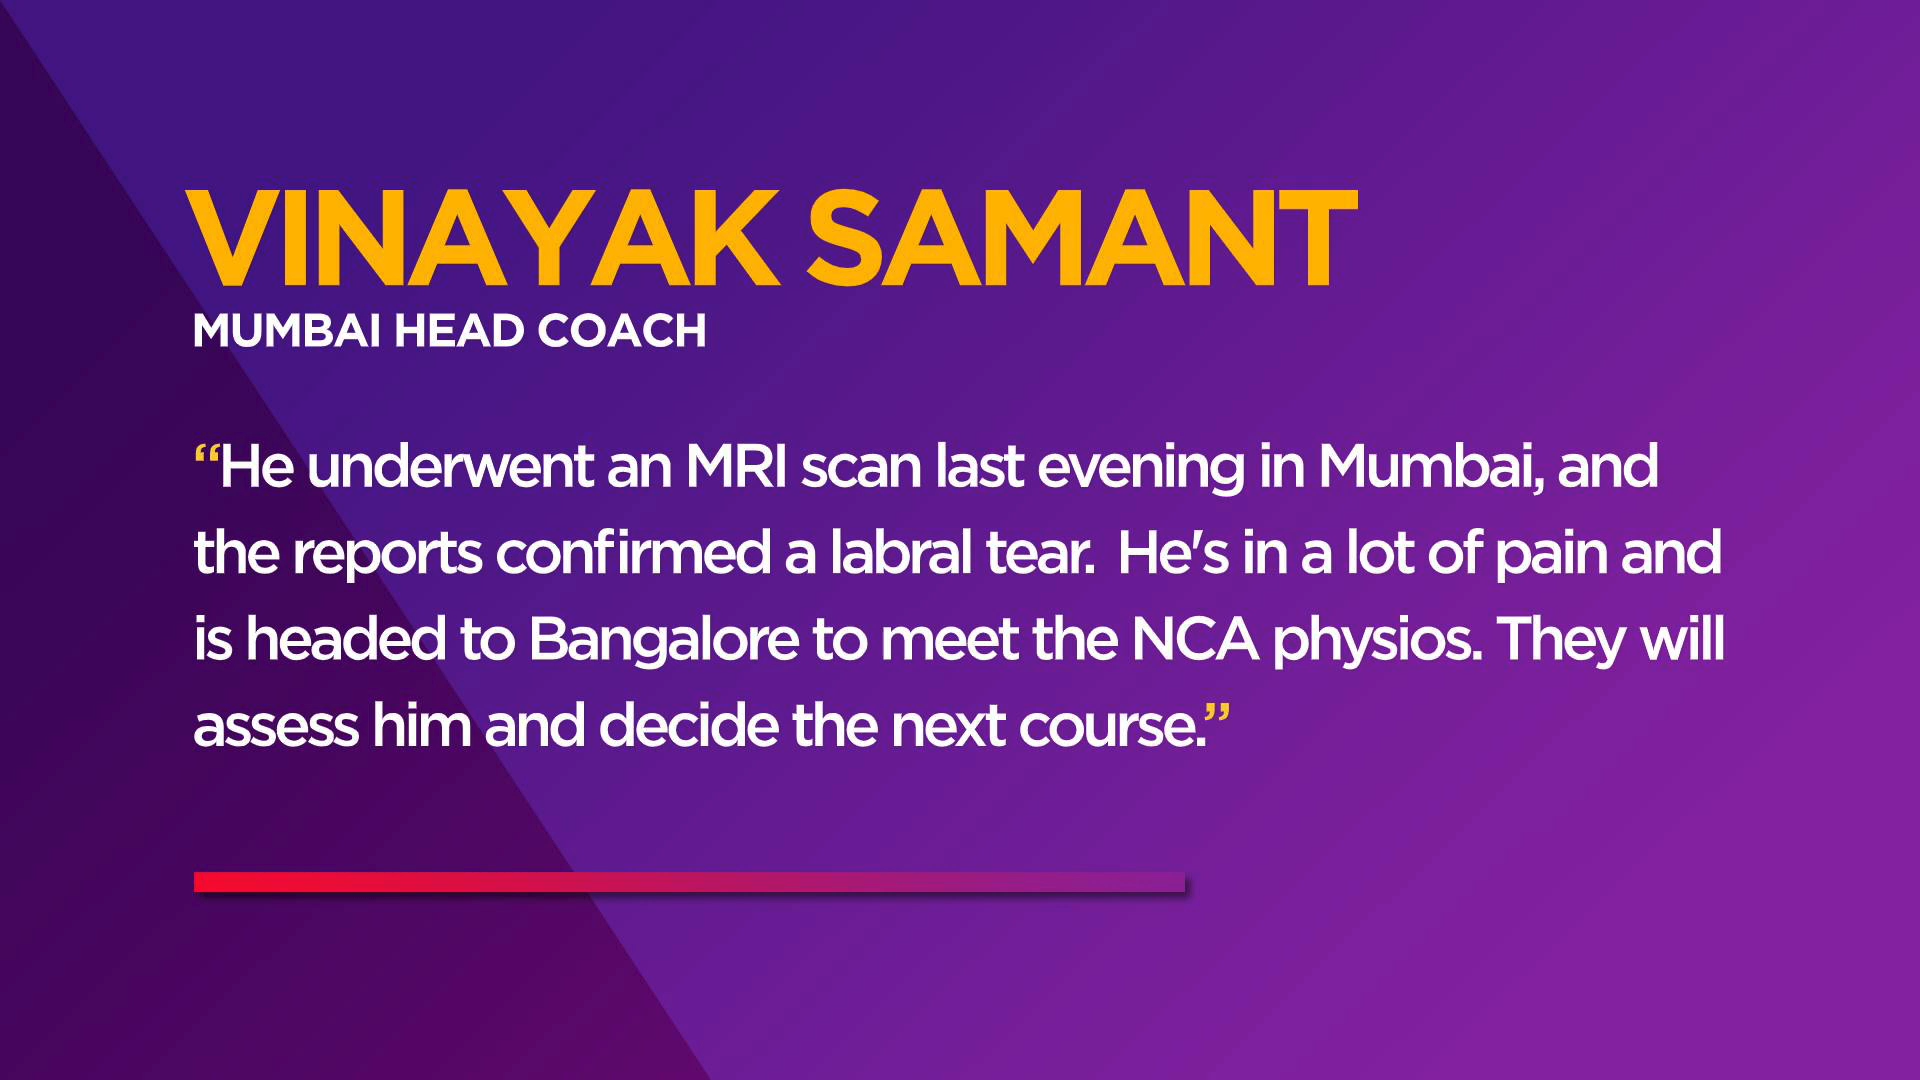 VINAYAK SAMANT
MUMBAI HEAD COACH
“He underwent an MRI scan last evening in Mumbai, and
the reports confirmed a labral tear. He's in a lot of pain and
is headed to Bangalore to meet the NCA physios. They will
assess him and decide the next course.”